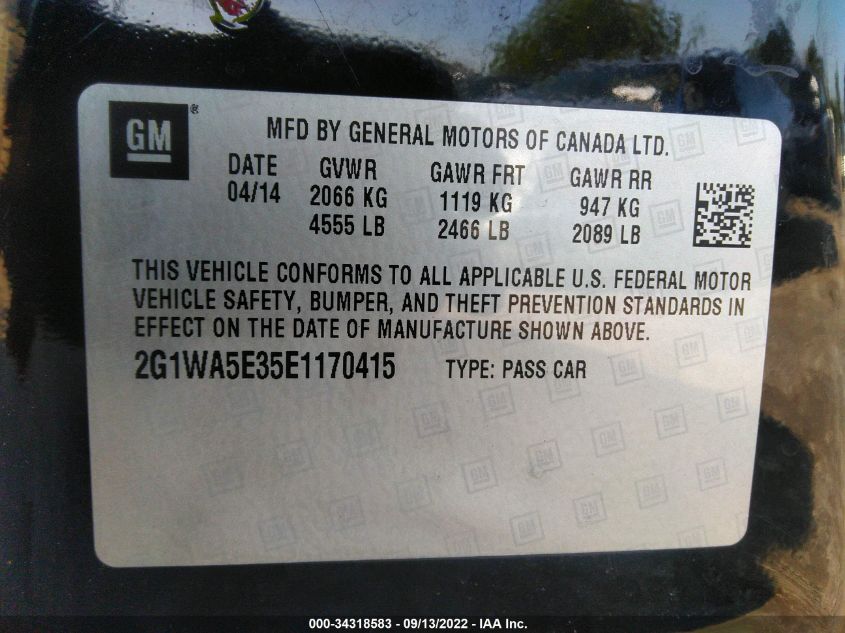 GM ®
MFD BY GENERAL MOTORS OF CANADA LTD.
DATE GVWR GAWR FRT GAWR RR
04/14 2066 KG 1119 KG 947 KG
4555 LB 2466 LB 2089 LB
THIS VEHICLE CONFORMS TO ALL APPLICABLE U.S. FEDERAL MOTOR
VEHICLE SAFETY, BUMPER, AND THEFT PREVENTION STANDARDS IN
EFFECT ON THE DATE OF MANUFACTURE SHOWN ABOVE.
2G1WA5E35E1170415 TYPE: PASS CAR
000-34318583 - 09/13/2022 - IAA Inc.